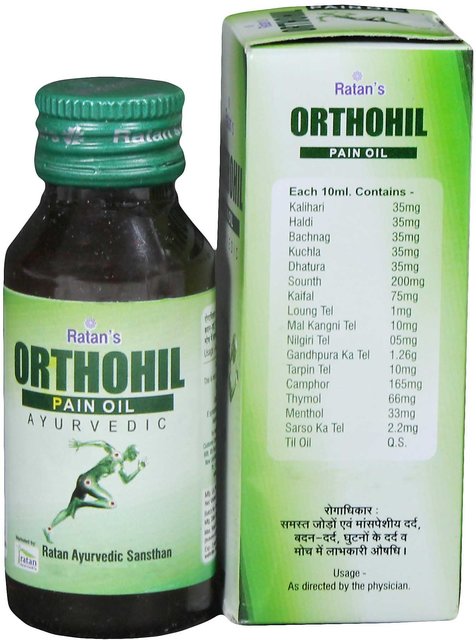 Ratan's
Ratan's
ORTHOHIL
PAIN OIL
AYURVEDIC
Marketed by:
ratan
Ratan Ayurvedic Sansthan
Ratan's
ORTHOHIL
PAIN OIL
Each 10ml. Contains -
Kalihari 35mg
Haldi 35mg
Bachnag 35mg
Kuchla 35mg
Dhatura 35mg
Sounth 200mg
Kaifal 75mg
Loung Tel 1mg
Mal Kangni Tel 10mg
Nilgiri Tel 05mg
Gandhpura Ka Tel 1.26g
Tarpin Tel 10mg
Camphor 165mg
Thymol 66mg
Menthol 33mg
Sarso Ka Tel 2.2mg
Til Oil Q.S.
रोगाधिकार :
समस्त जोड़ों एवं मांसपेशीय दर्द,
बदन-दर्द, घुटनों के दर्द व
मोच में लाभकारी औषधि।
Usage -
As directed by the physician.